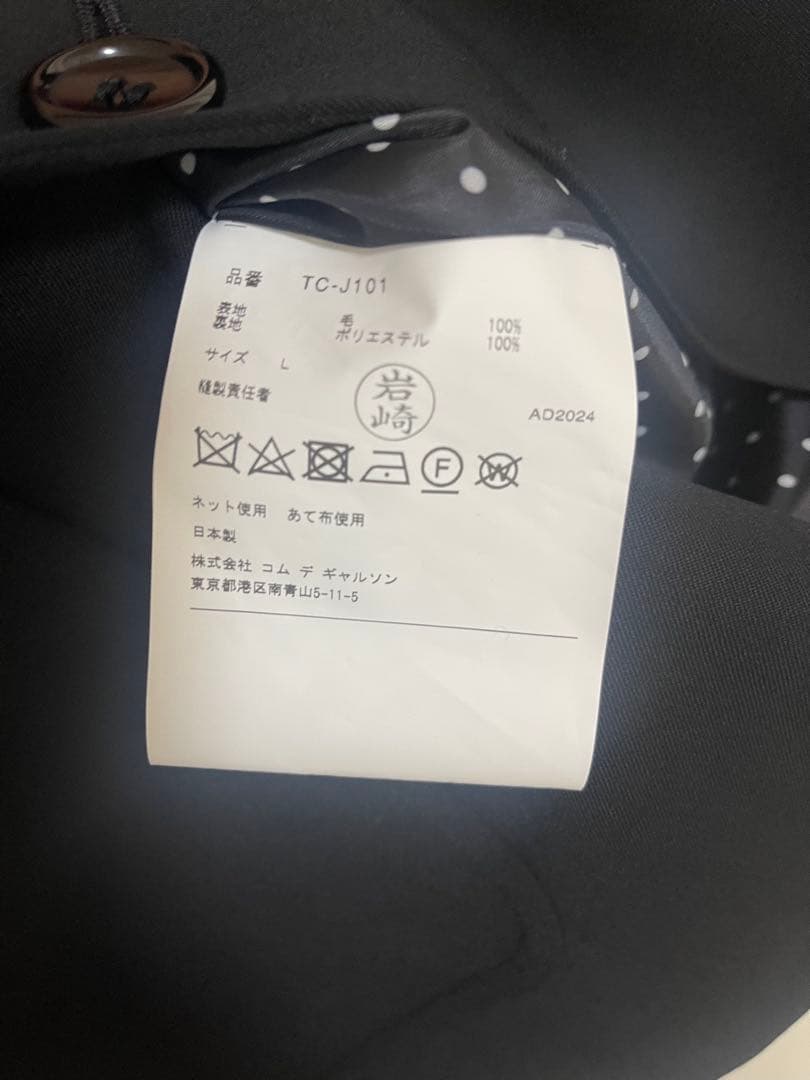 品番 TC-J101
表地 毛 100%
裏地 ポリエステル 100%
サイズ L
縫製責任者 岩崎 AD2024
F W
ネット使用 あて布使用
日本製
株式会社 コム デ ギャルソン
東京都港区南青山5-11-5